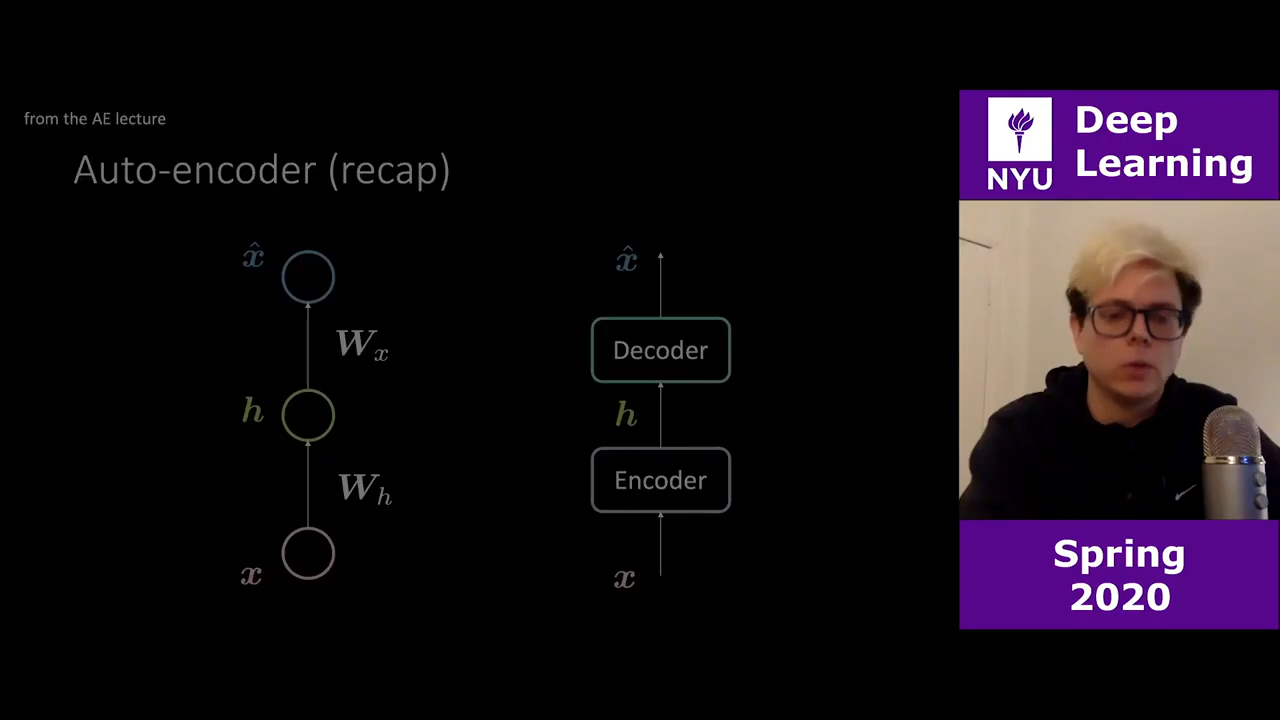 from the AE lecture
Auto-encoder (recap)
x̂
W_x
h
W_h
x
x̂
Decoder
h
Encoder
x
NYU
Deep
Learning
Spring
2020